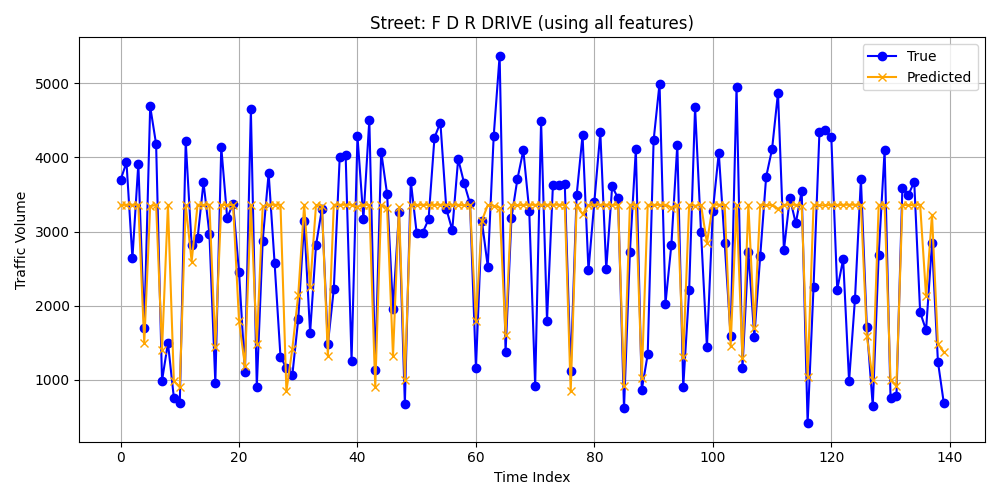 Street: F D R DRIVE (using all features)
True
Predicted
Traffic Volume
5000
4000
3000
2000
1000
0
20
40
60
80
100
120
140
Time Index